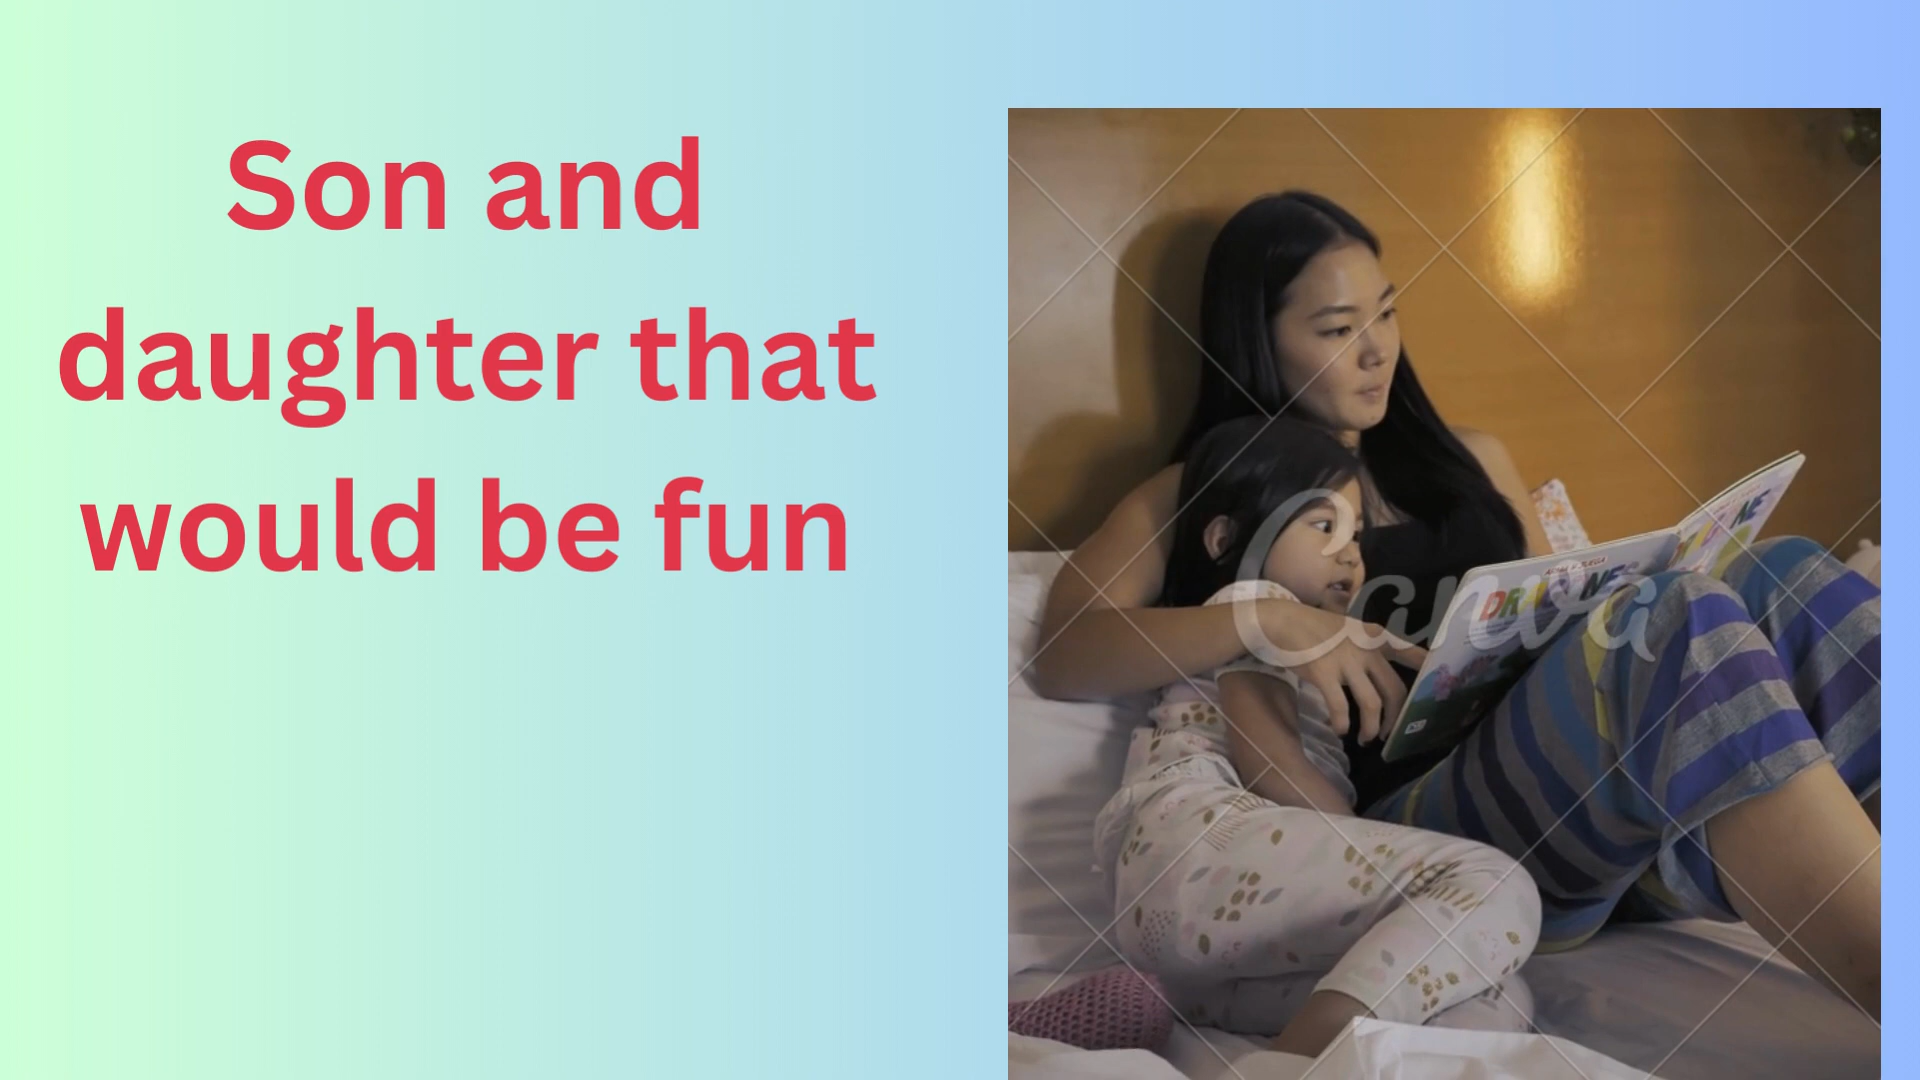 Son and
daughter that
would be fun
Canva